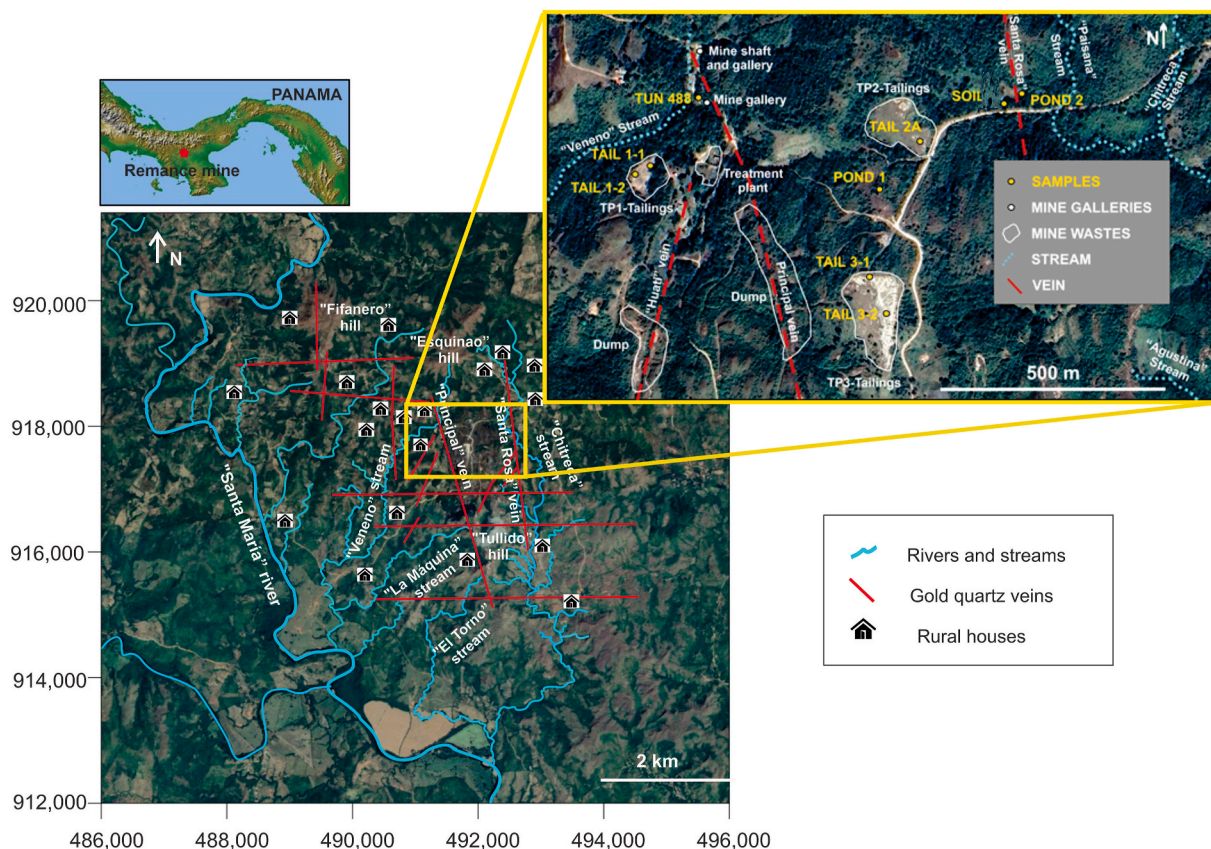 PANAMA
Remance mine
N
920,000
918,000
916,000
914,000
912,000
486,000
488,000
490,000
492,000
494,000
496,000
"Fifanero"
hill
"Esquinao"
hill
"Principal" vein
"Santa Rosa" vein
"Chitreca"
stream
"Veneno" stream
"Santa María" river
"Tullido"
hill
"La Máquina"
stream
"El Torno"
stream
2 km
Mine shaft
and gallery
TUN 488
Mine gallery
"Veneno" Stream
TAIL 1-1
TAIL 1-2
TP1-Tailings
Treatment
plant
"Huati" vein
Principal vein
Dump
Dump
TP2-Tailings
TAIL 2A
POND 1
TAIL 3-1
TAIL 3-2
TP3-Tailings
SOIL
POND 2
Santa Rosa
vein
"Paisana"
Stream
"Chitreca"
Stream
N
SAMPLES
MINE GALLERIES
MINE WASTES
STREAM
VEIN
"Agustina"
Stream
500 m
Rivers and streams
Gold quartz veins
Rural houses